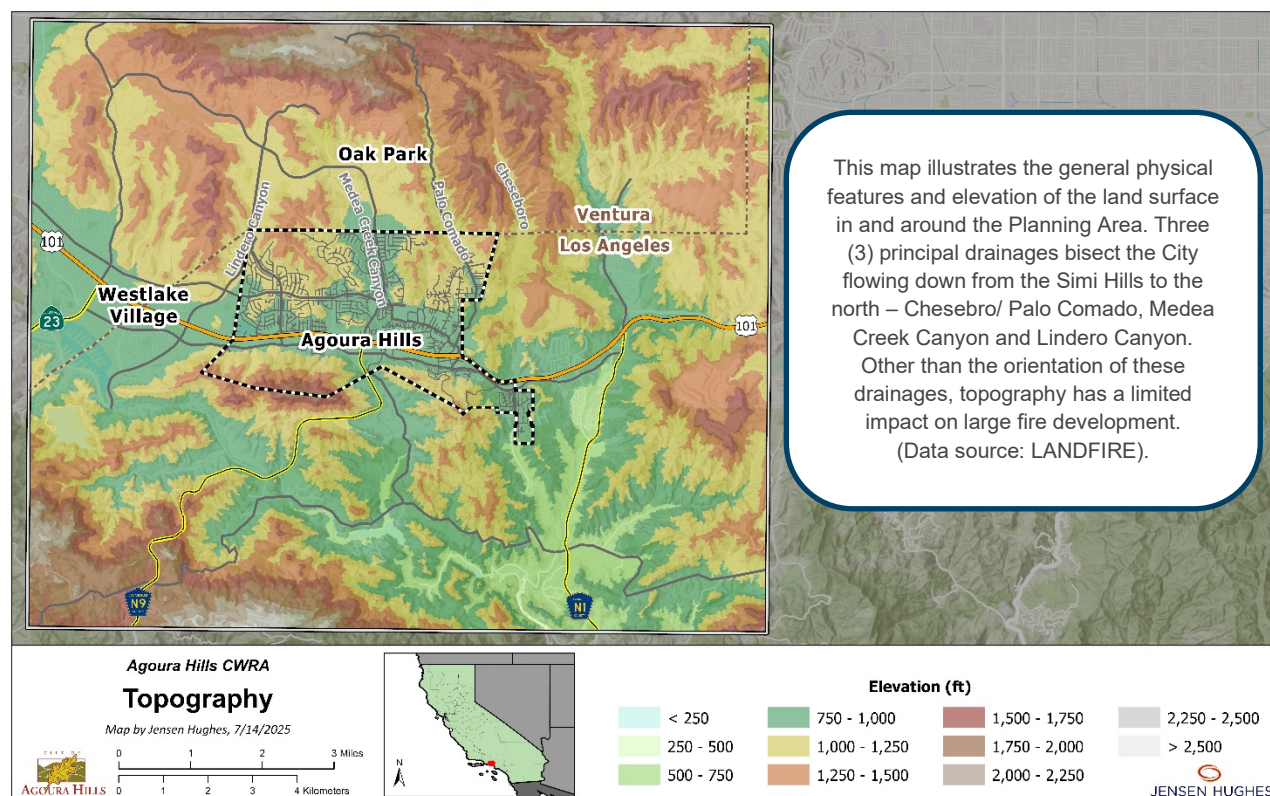 Oak Park
Cheseboro
Palo Comado
Medea Creek Canyon
Lindero Canyon
Ventura
Los Angeles
101
Westlake
Village
23
Agoura Hills
101
N9
N1
This map illustrates the general physical
features and elevation of the land surface
in and around the Planning Area. Three
(3) principal drainages bisect the City
flowing down from the Simi Hills to the
north – Chesebro/ Palo Comado, Medea
Creek Canyon and Lindero Canyon.
Other than the orientation of these
drainages, topography has a limited
impact on large fire development.
(Data source: LANDFIRE).
Agoura Hills CWRA
Topography
Map by Jensen Hughes, 7/14/2025
CITY OF
AGOURA HILLS
0 1 2 3 Miles
0 1 2 3 4 Kilometers
N
Elevation (ft)
< 250
250 - 500
500 - 750
750 - 1,000
1,000 - 1,250
1,250 - 1,500
1,500 - 1,750
1,750 - 2,000
2,000 - 2,250
2,250 - 2,500
> 2,500
JENSEN HUGHES